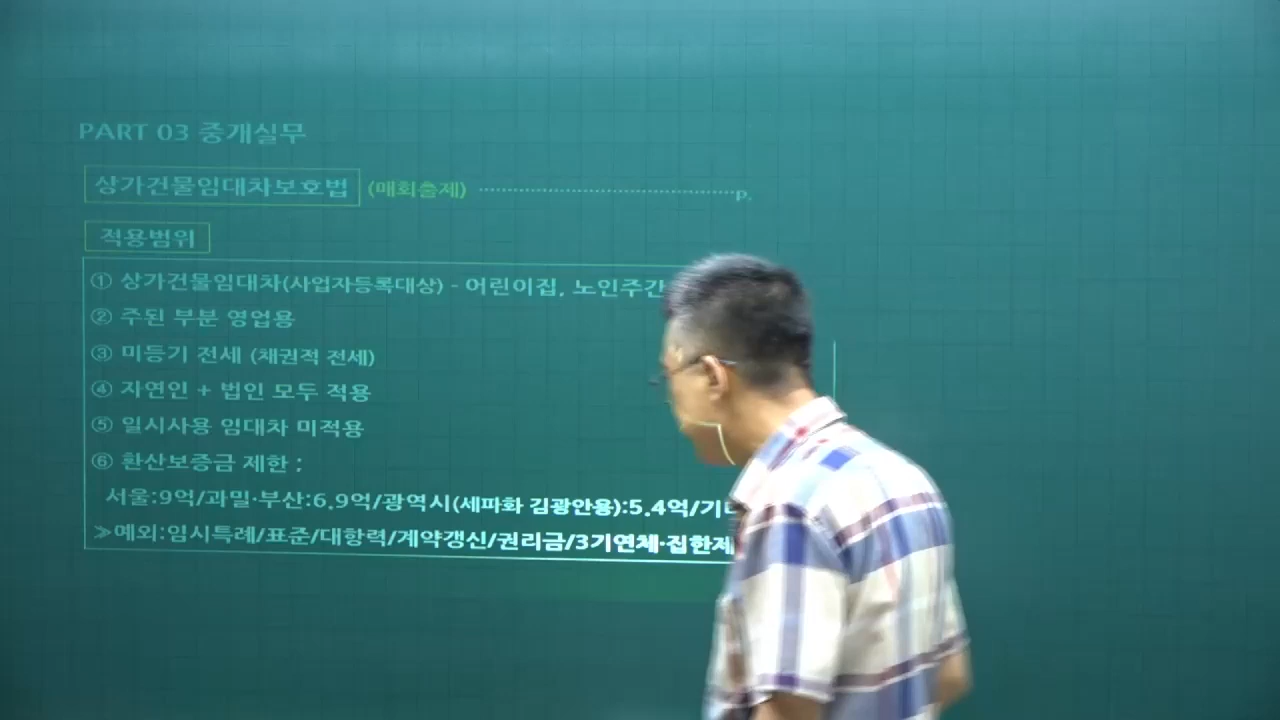 PART 03 중개실무
상가건물임대차보호법 (매회출제) ························· p.
적용범위
① 상가건물임대차(사업자등록대상) - 어린이집, 노인주간
② 주된 부분 영업용
③ 미등기 전세 (채권적 전세)
④ 자연인 + 법인 모두 적용
⑤ 일시사용 임대차 미적용
⑥ 환산보증금 제한 :
서울:9억/과밀·부산:6.9억/광역시(세파화 김광안용):5.4억/기
≫예외:임시특례/표준/대항력/계약갱신/권리금/3기연체·집한제